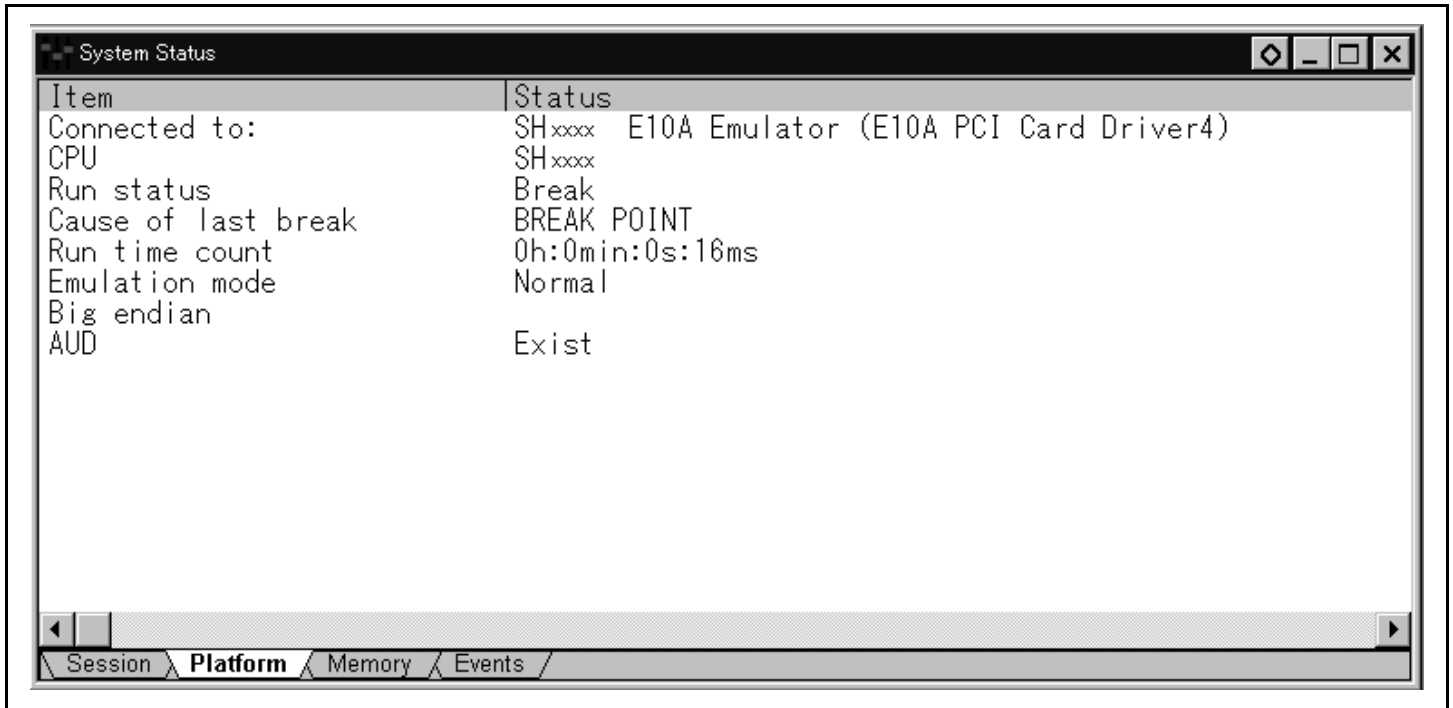 System Status
Item Status
Connected to: SHxxxx E10A Emulator (E10A PCI Card Driver4)
CPU SHxxxx
Run status Break
Cause of last break BREAK POINT
Run time count 0h:0min:0s:16ms
Emulation mode Normal
Big endian
AUD Exist
Session Platform Memory Events